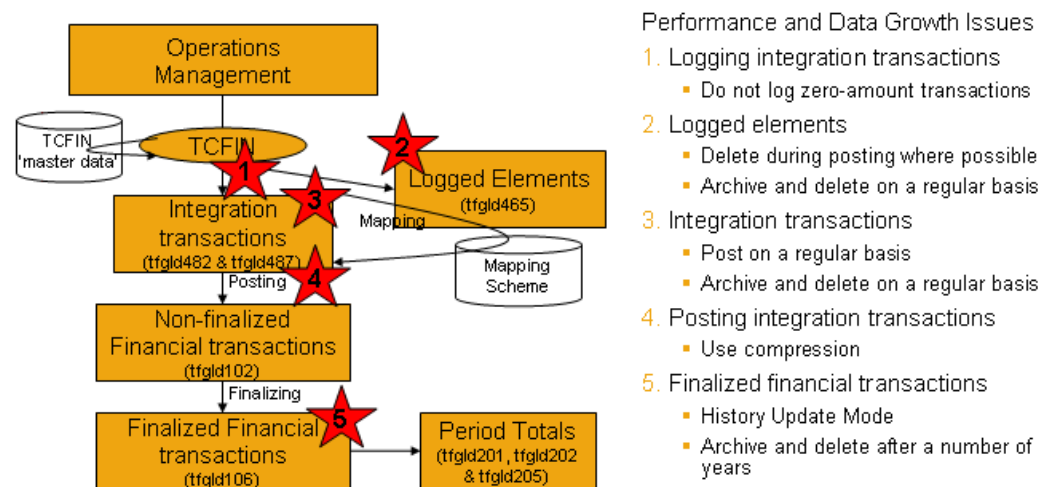 Operations
Management
TCFIN
'master data'
TCFIN
1
2
Logged Elements
(tfgld465)
3
Mapping
Integration
transactions
(tfgld482 & tfgld487)
Mapping
Scheme
4
Posting
Non-finalized
Financial transactions
(tfgld102)
Finalizing
5
Finalized Financial
transactions
(tfgld106)
Period Totals
(tfgld201, tfgld202
& tfgld205)
Performance and Data Growth Issues
1. Logging integration transactions
▪ Do not log zero-amount transactions
2. Logged elements
▪ Delete during posting where possible
▪ Archive and delete on a regular basis
3. Integration transactions
▪ Post on a regular basis
▪ Archive and delete on a regular basis
4. Posting integration transactions
▪ Use compression
5. Finalized financial transactions
▪ History Update Mode
▪ Archive and delete after a number of
years